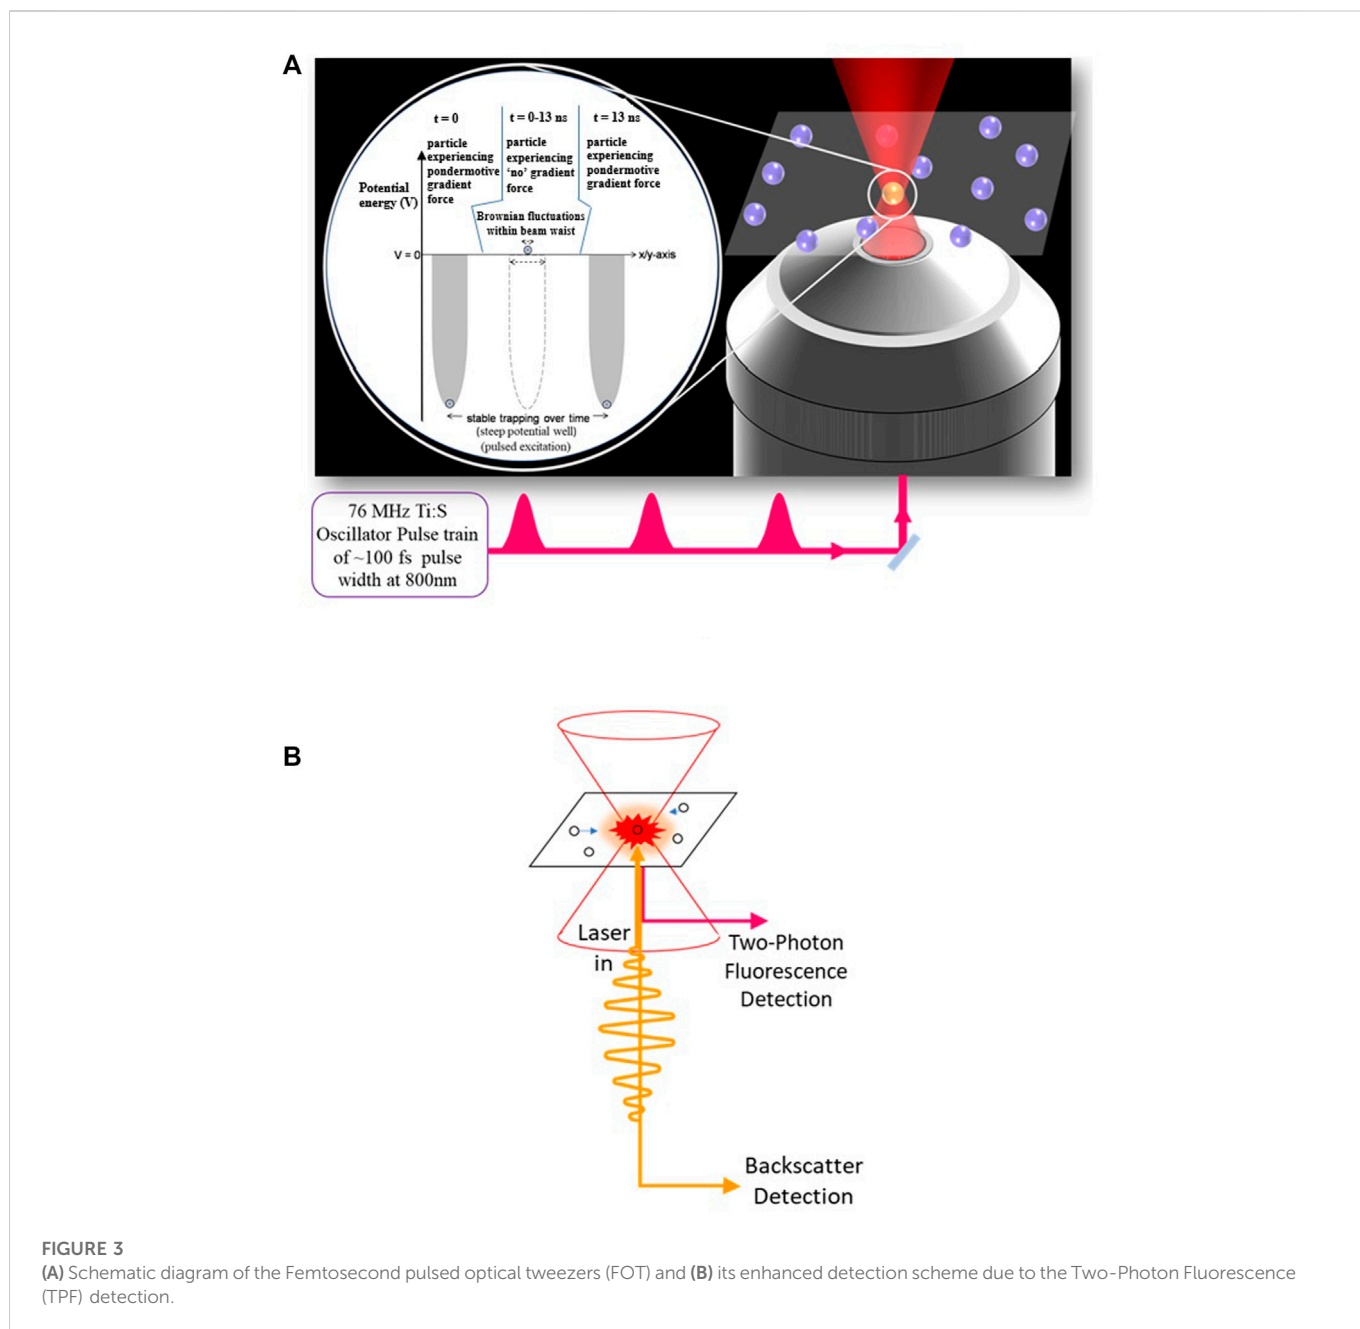 A
t = 0
t = 0-13 ns
t = 13 ns
particle
experiencing
pondermotive
gradient
force
particle
experiencing
‘no’ gradient
force
particle
experiencing
pondermotive
gradient force
Potential
energy (V)
Brownian fluctuations
within beam waist
V = 0
x/y-axis
stable trapping over time
(steep potential well)
(pulsed excitation)
76 MHz Ti:S
Oscillator Pulse train
of ~100 fs pulse
width at 800nm
B
Laser
in
Two-Photon
Fluorescence
Detection
Backscatter
Detection
FIGURE 3
(A) Schematic diagram of the Femtosecond pulsed optical tweezers (FOT) and (B) its enhanced detection scheme due to the Two-Photon Fluorescence
(TPF) detection.